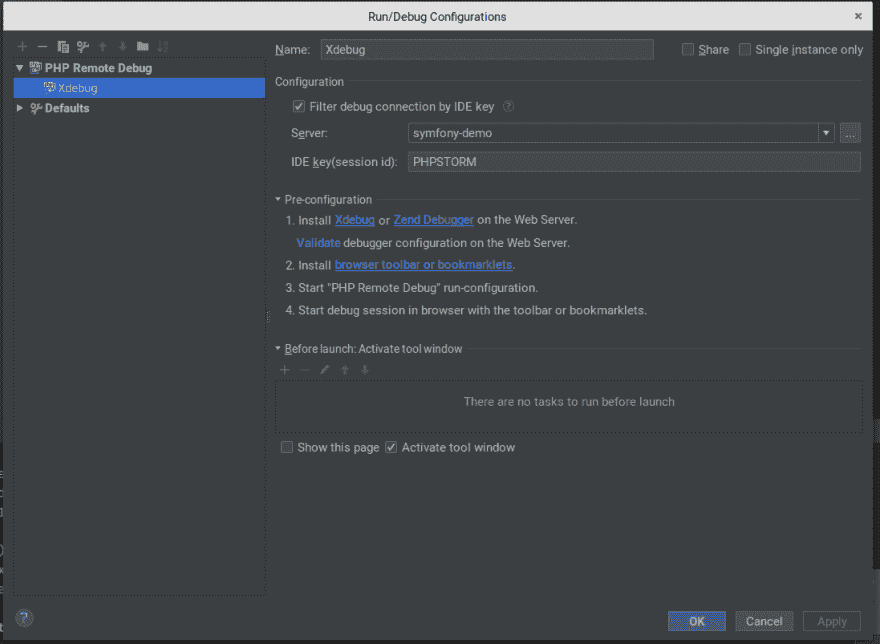 Run/Debug Configurations
Name: Xdebug Share Single instance only
PHP Remote Debug
Xdebug
Defaults
Configuration
Filter debug connection by IDE key ?
Server: symfony-demo ...
IDE key(session id): PHPSTORM
Pre-configuration
1. Install Xdebug or Zend Debugger on the Web Server.
Validate debugger configuration on the Web Server.
2. Install browser toolbar or bookmarklets.
3. Start "PHP Remote Debug" run-configuration.
4. Start debug session in browser with the toolbar or bookmarklets.
Before launch: Activate tool window
There are no tasks to run before launch
Show this page Activate tool window
? OK Cancel Apply